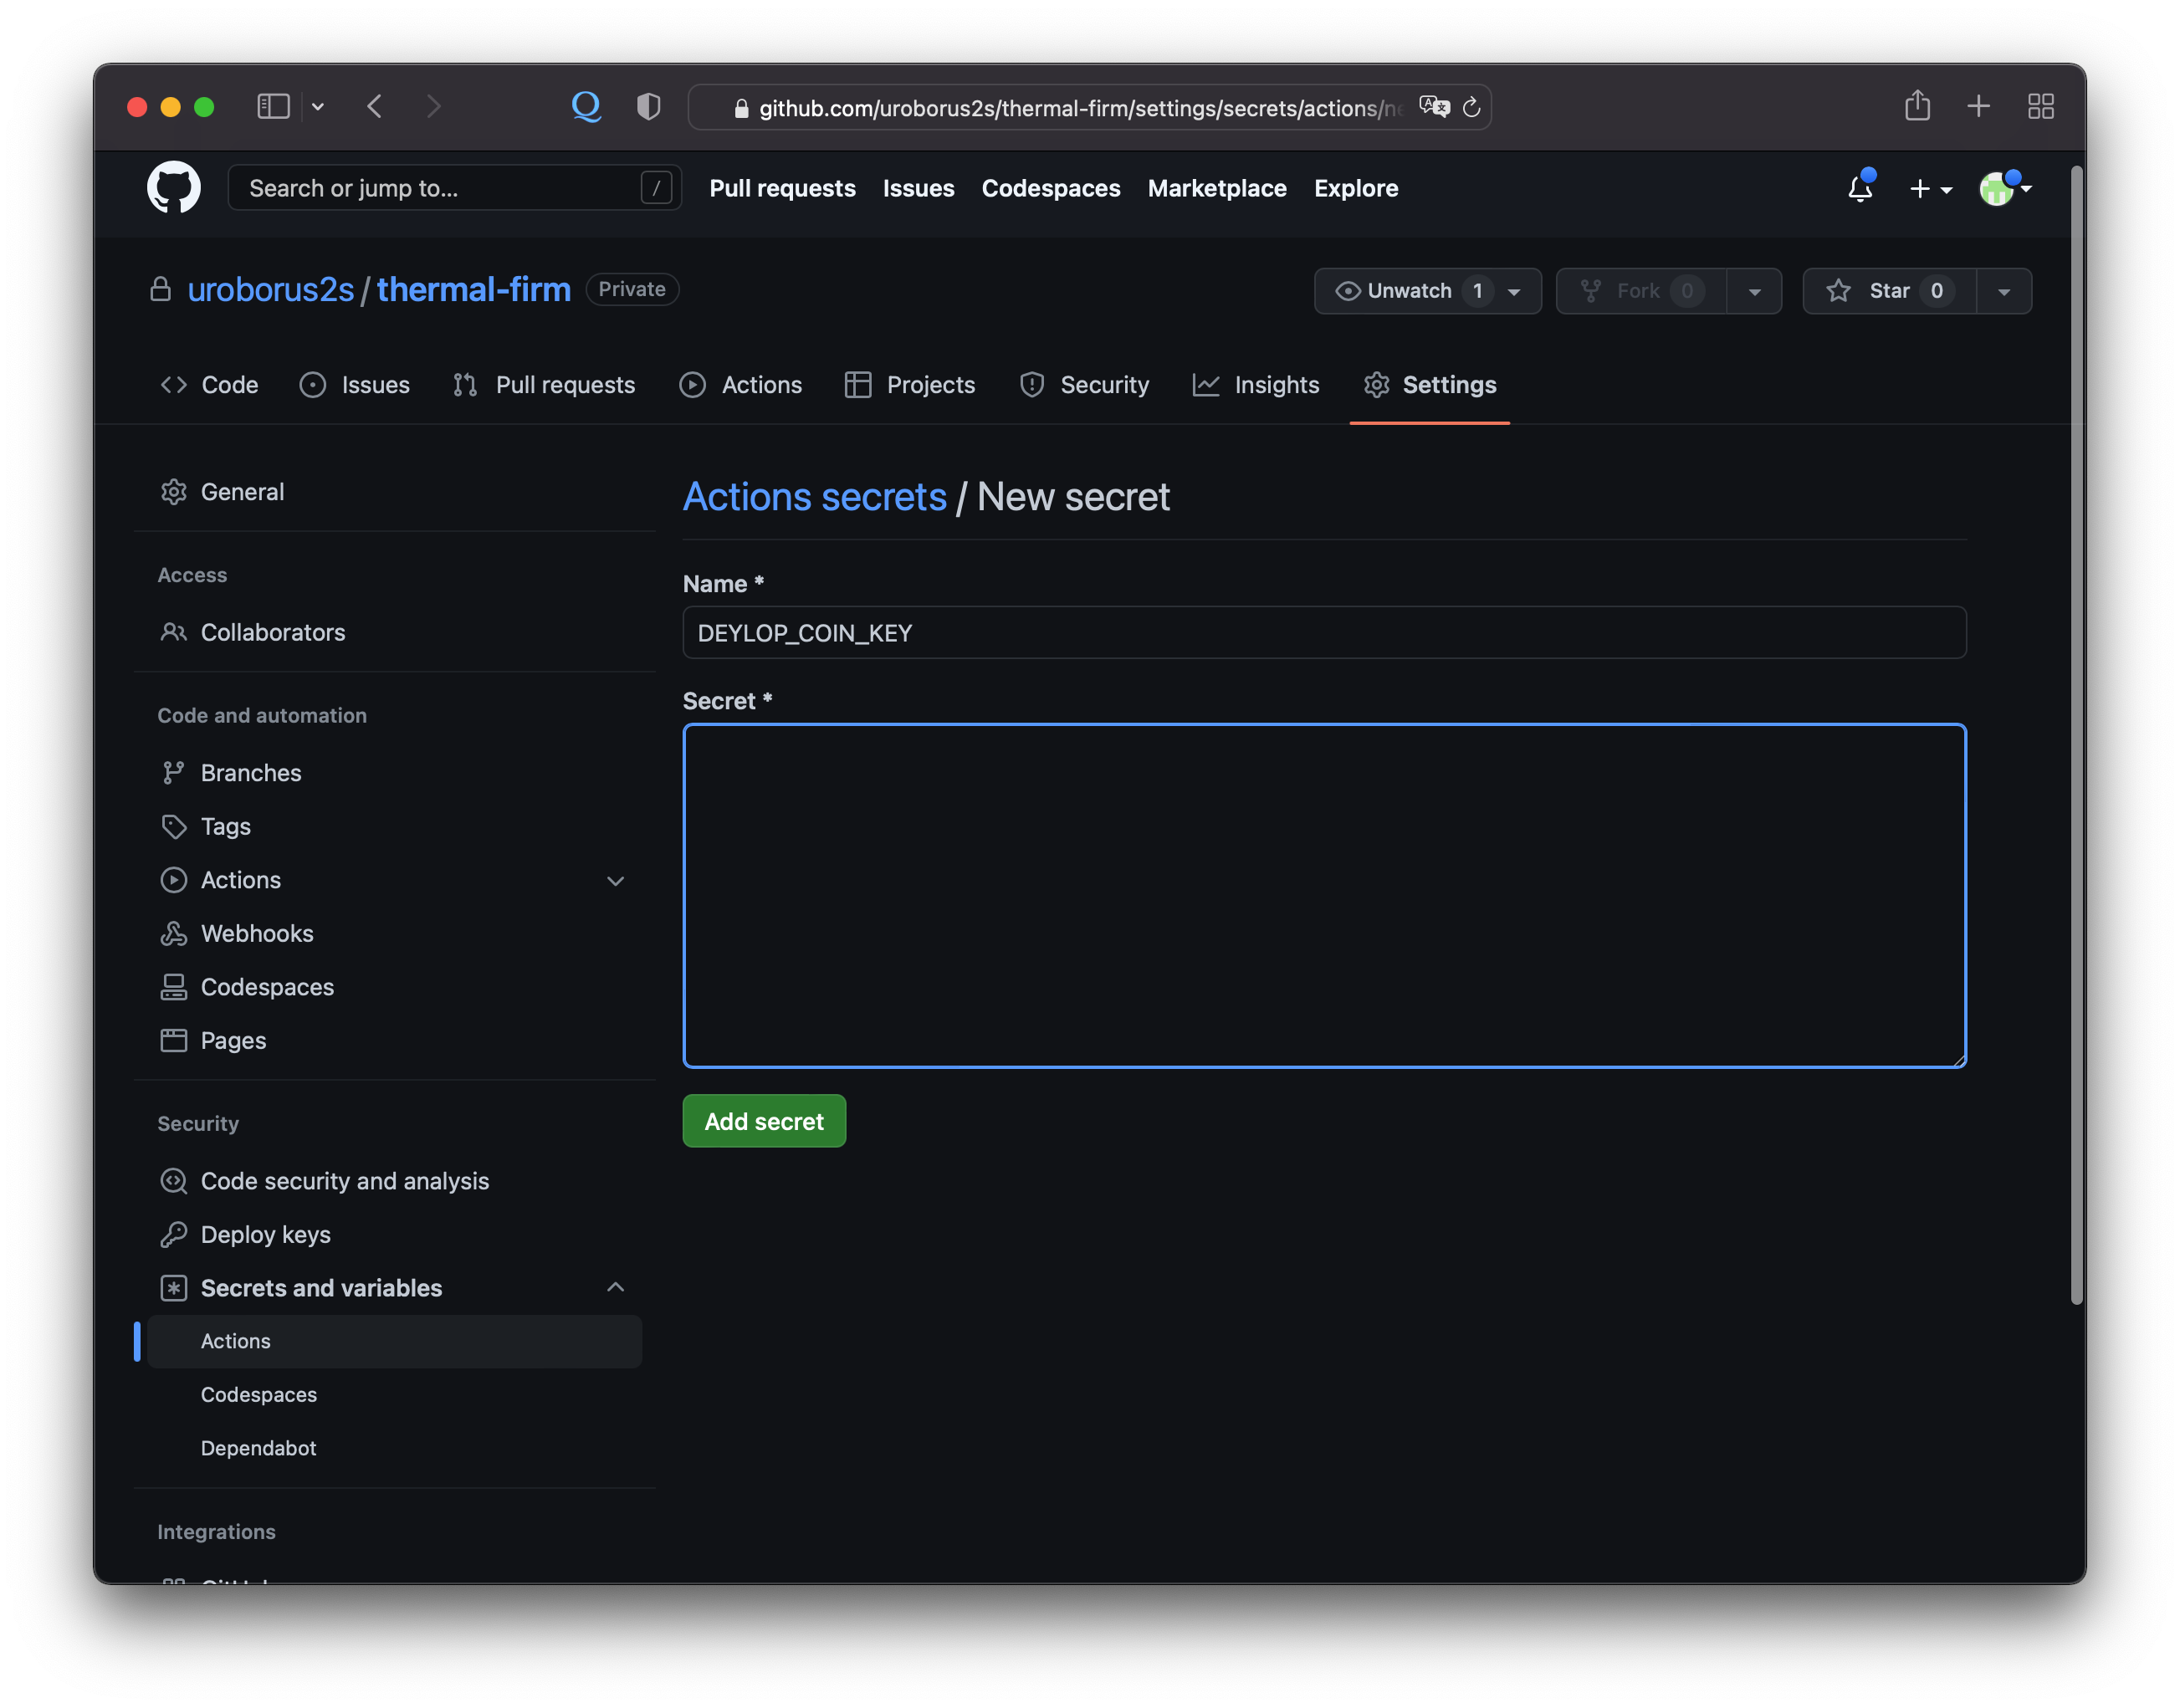 github.com/uroborus2s/thermal-firm/settings/secrets/actions/ne
Search or jump to... /
Pull requests Issues Codespaces Marketplace Explore
uroborus2s / thermal-firm Private
Unwatch 1 Fork 0 Star 0
Code Issues Pull requests Actions Projects Security Insights Settings
General
Access
Collaborators
Code and automation
Branches
Tags
Actions
Webhooks
Codespaces
Pages
Security
Code security and analysis
Deploy keys
Secrets and variables
Actions
Codespaces
Dependabot
Integrations
Actions secrets / New secret
Name *
DEYLOP_COIN_KEY
Secret *
Add secret